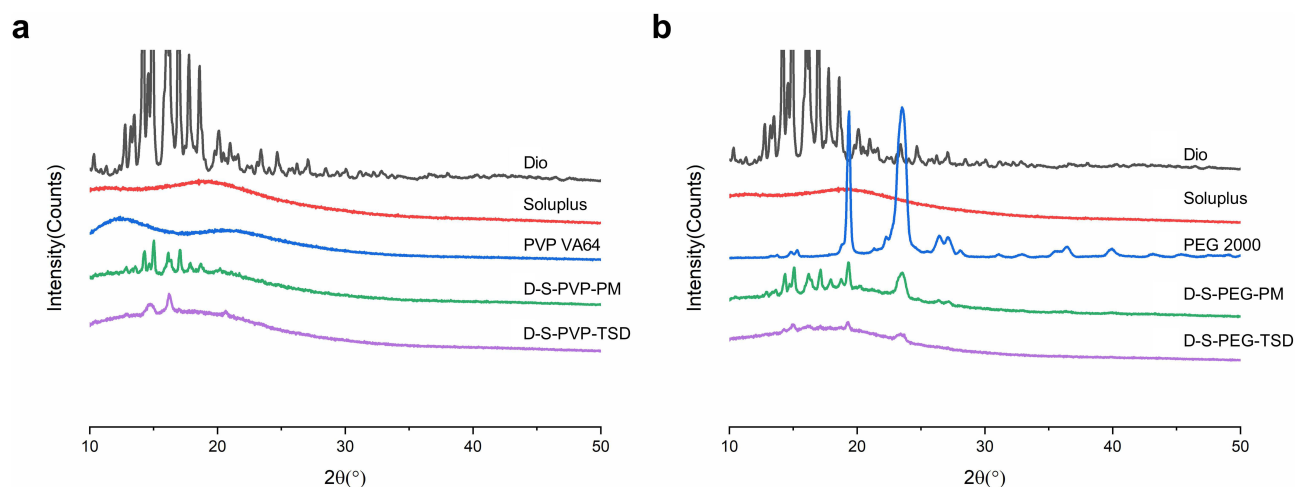 a
Intensity(Counts)
Dio
Soluplus
PVP VA64
D-S-PVP-PM
D-S-PVP-TSD
10 20 30 40 50
2θ(°)
b
Intensity(Counts)
Dio
Soluplus
PEG 2000
D-S-PEG-PM
D-S-PEG-TSD
10 20 30 40 50
2θ(°)